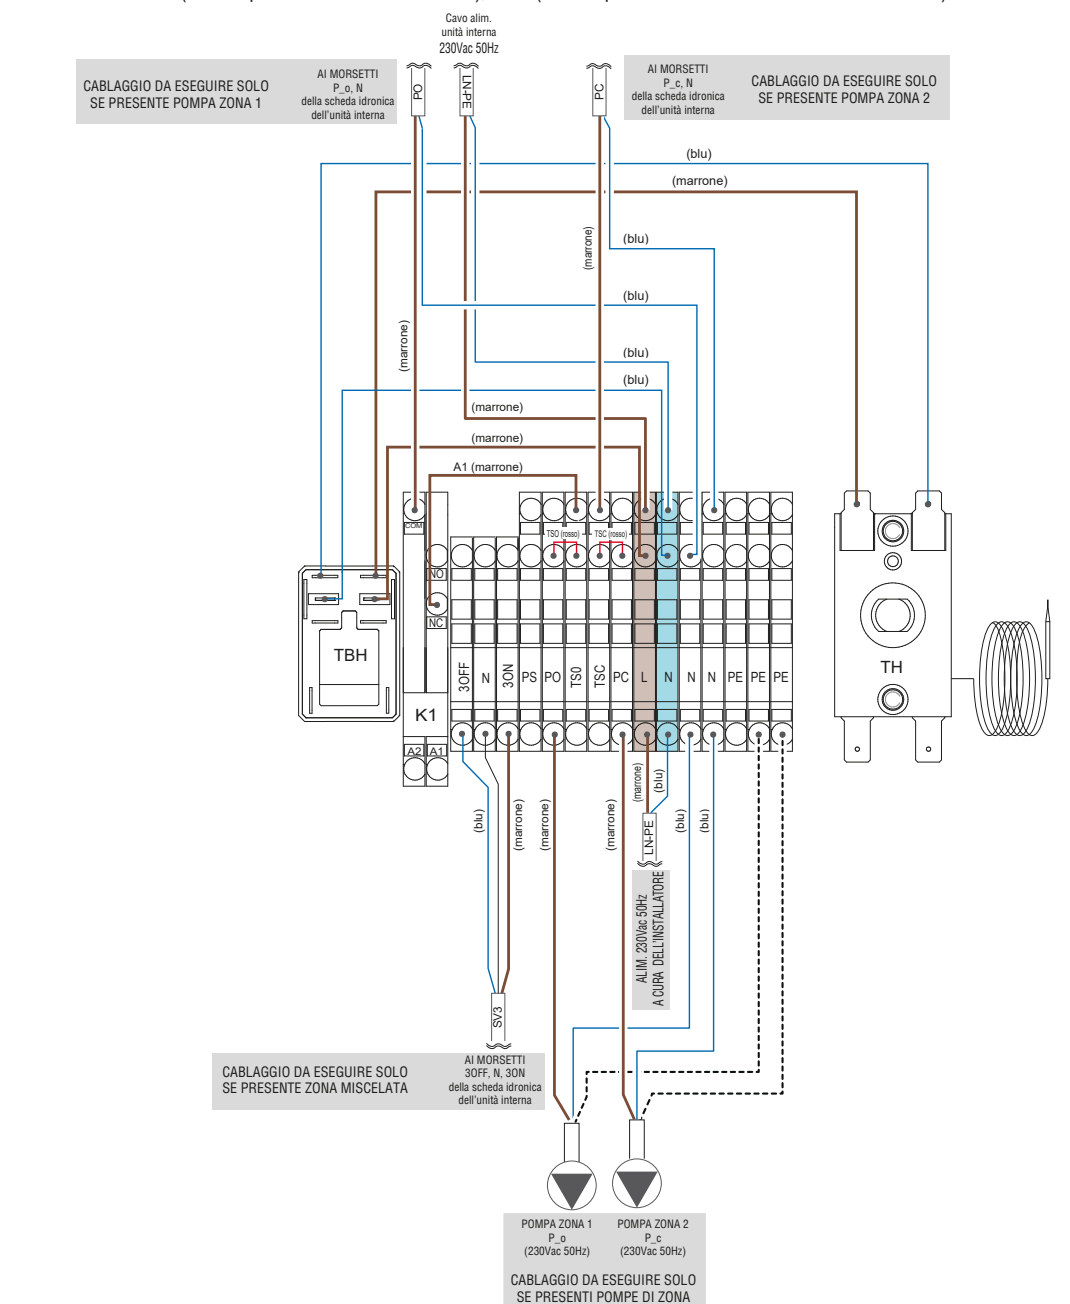 Cavo alim.
unità interna
230Vac 50Hz
CABLAGGIO DA ESEGUIRE SOLO
SE PRESENTE POMPA ZONA 1
AI MORSETTI
P_o, N
della scheda idronica
dell'unità interna
PO
LN-PE
PC
AI MORSETTI
P_c, N
della scheda idronica
dell'unità interna
CABLAGGIO DA ESEGUIRE SOLO
SE PRESENTE POMPA ZONA 2
(blu)
(marrone)
(marrone)
(blu)
(blu)
(marrone)
(blu)
(blu)
(marrone)
(marrone)
A1 (marrone)
COM
TSO (rosso)
TSC (rosso)
NO
NC
TBH
K1
A2
A1
3OFF
N
3ON
PS
PO
TS0
TSC
PC
L
N
N
N
PE
PE
PE
TH
(blu)
(marrone)
(marrone)
(marrone)
(marrone)
(blu)
(blu)
(blu)
LN-PE
ALIM. 230Vac 50Hz
A CURA DELL'INSTALLATORE
SV3
CABLAGGIO DA ESEGUIRE SOLO
SE PRESENTE ZONA MISCELATA
AI MORSETTI
3OFF, N, 3ON
della scheda idronica
dell'unità interna
POMPA ZONA 1
P_o
(230Vac 50Hz)
POMPA ZONA 2
P_c
(230Vac 50Hz)
CABLAGGIO DA ESEGUIRE SOLO
SE PRESENTI POMPE DI ZONA